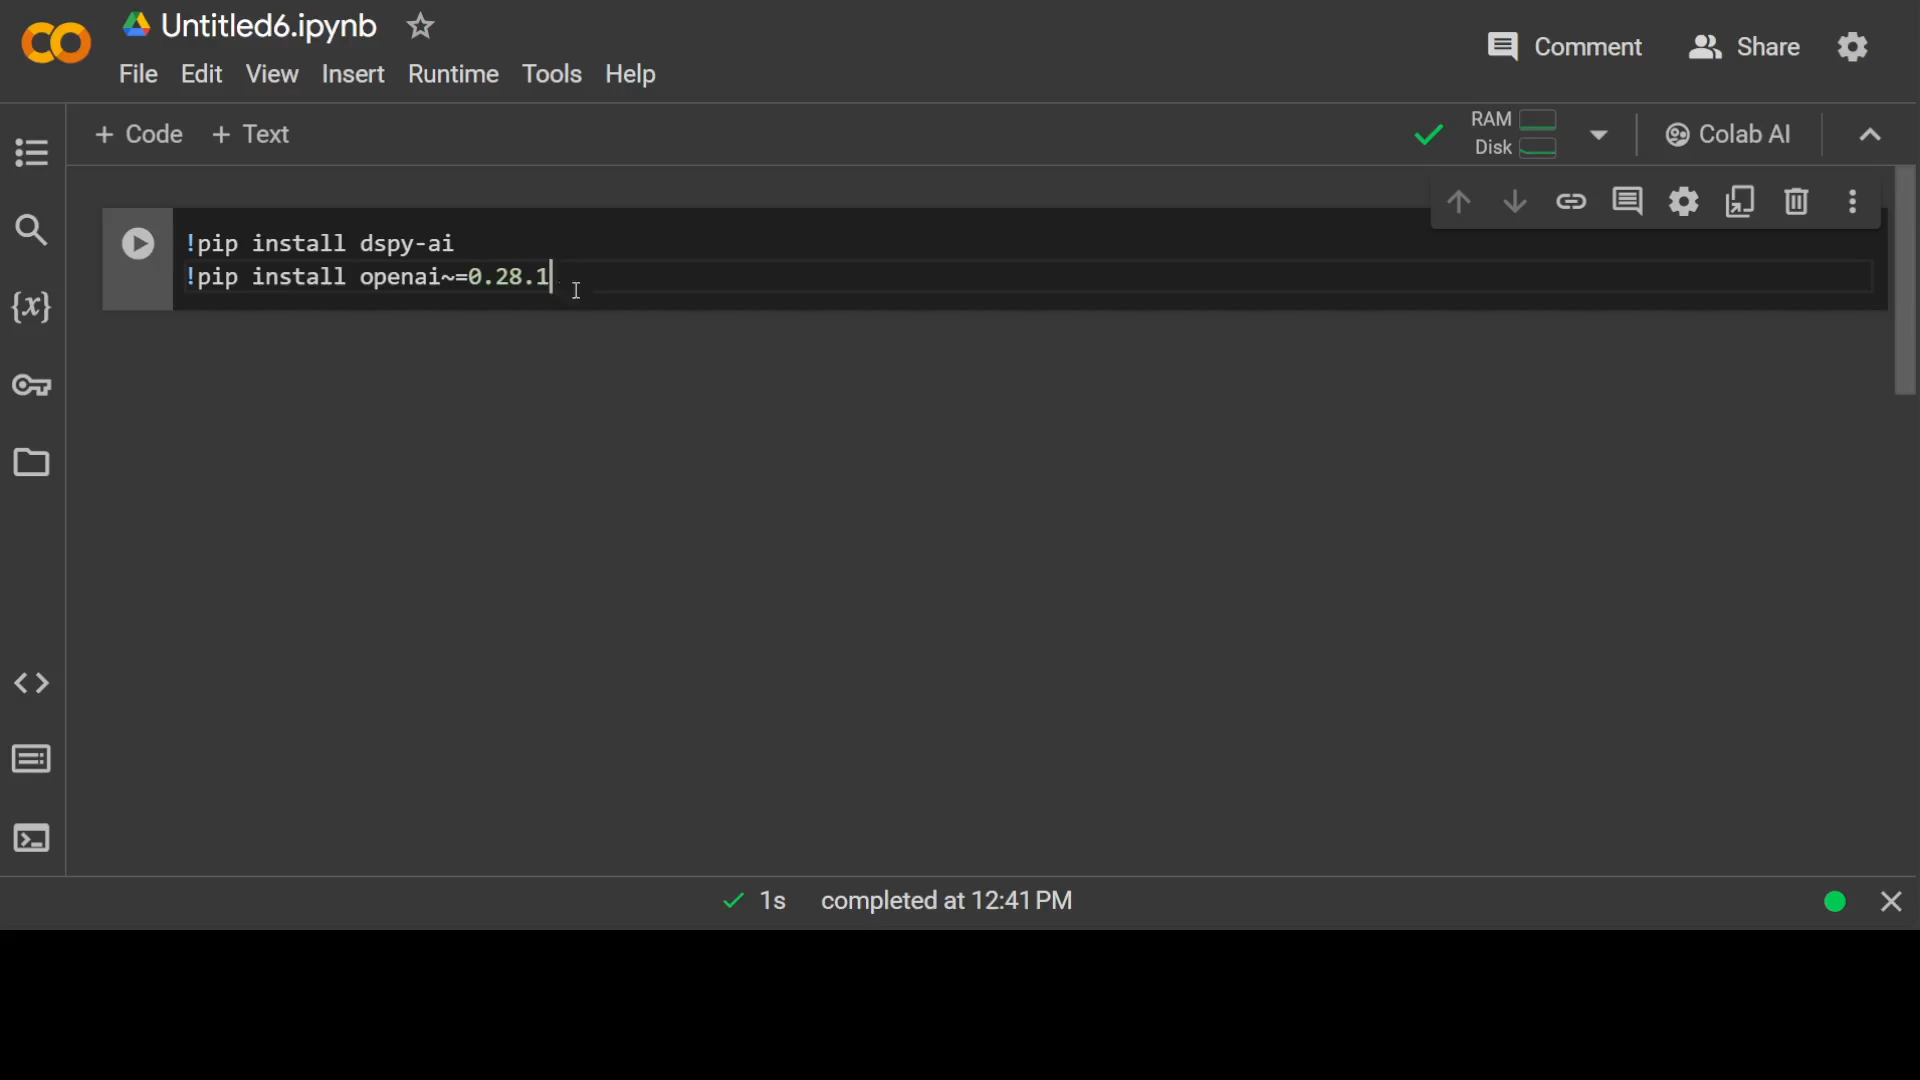 Untitled6.ipynb
File Edit View Insert Runtime Tools Help
Comment Share
+ Code + Text
RAM
Disk
Colab AI
!pip install dspy-ai
!pip install openai~=0.28.1
{x}
1s completed at 12:41 PM